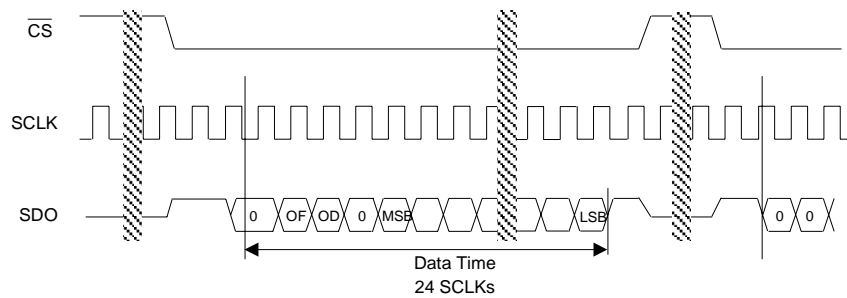 CS
SCLK
SDO 0 OF OD 0 MSB LSB 0 0
Data Time
24 SCLKs